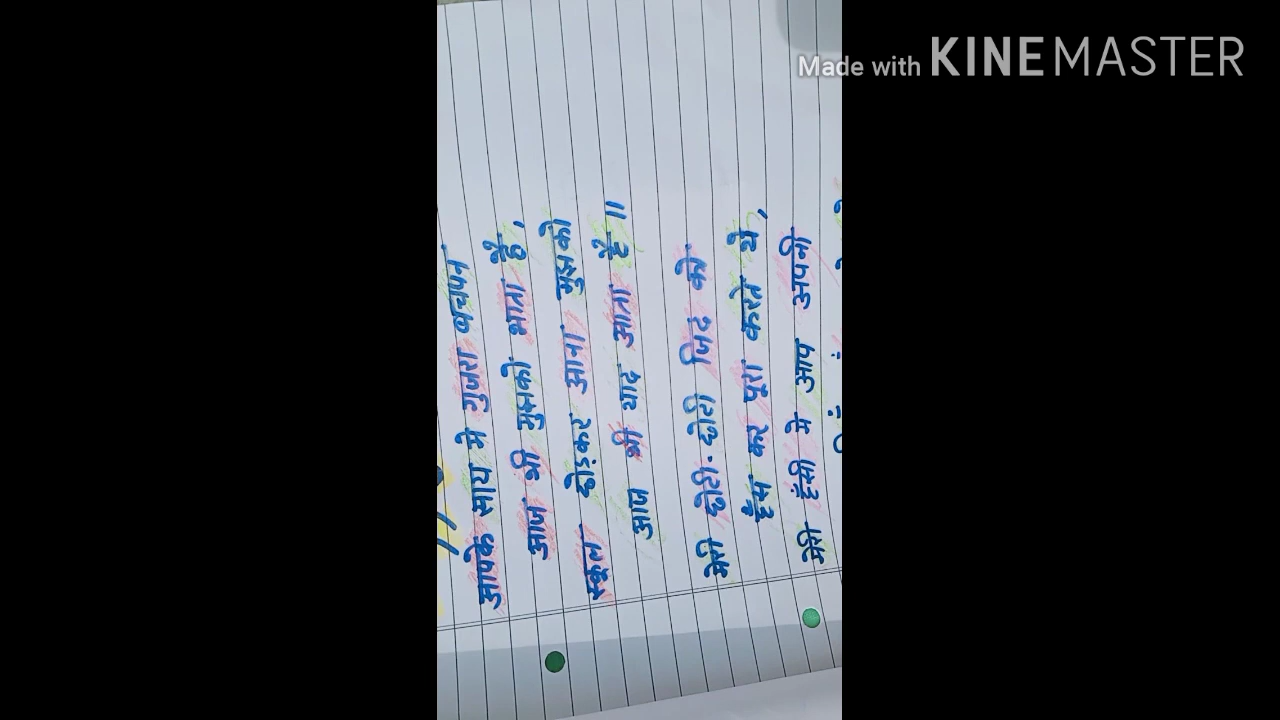 Made with KINEMASTER
आपके साय मे गुजरा बचपन
आज भी मुझको भाता है,
स्कूल छोड़कर आना मुझको
आज भी याद आता है॥
मेरी छोटी-छोटी जिद को
हँस कर पूरा करते थे,
मेरी हँसी मे आप अपनी